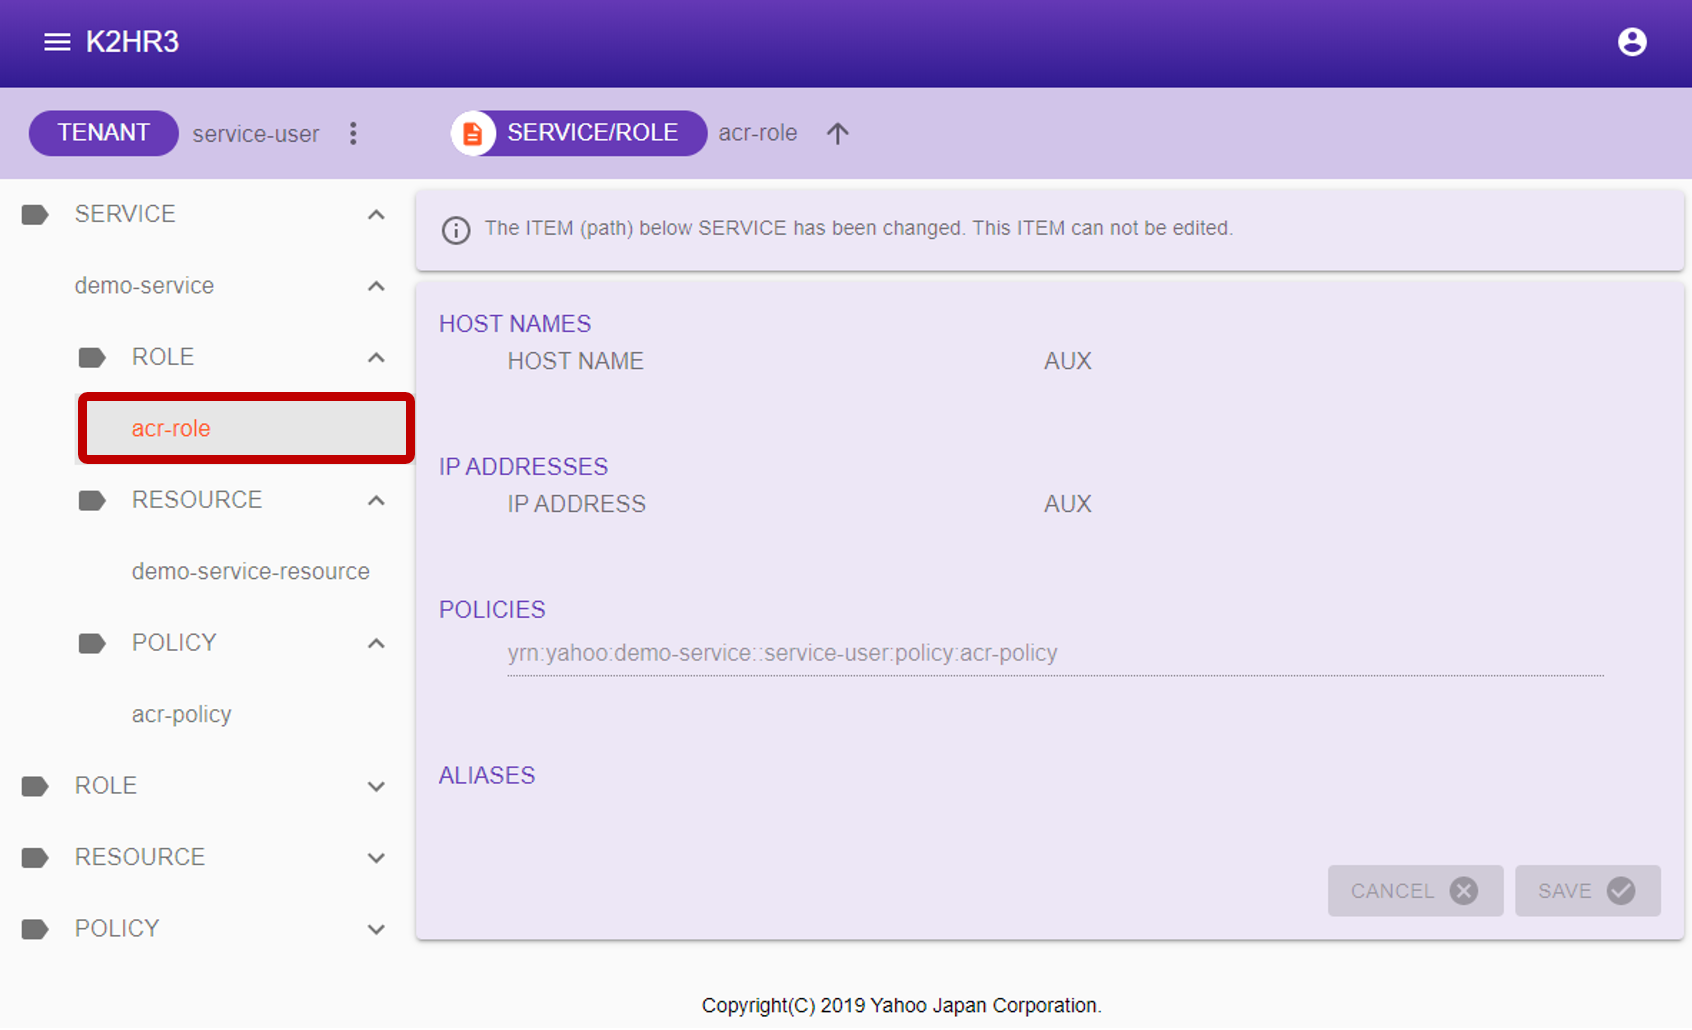 K2HR3
TENANT service-user SERVICE/ROLE acr-role
SERVICE
demo-service
ROLE
acr-role
RESOURCE
demo-service-resource
POLICY
acr-policy
ROLE
RESOURCE
POLICY
The ITEM (path) below SERVICE has been changed. This ITEM can not be edited.
HOST NAMES
HOST NAME AUX
IP ADDRESSES
IP ADDRESS AUX
POLICIES
yrn:yahoo:demo-service::service-user:policy:acr-policy
ALIASES
CANCEL SAVE
Copyright(C) 2019 Yahoo Japan Corporation.